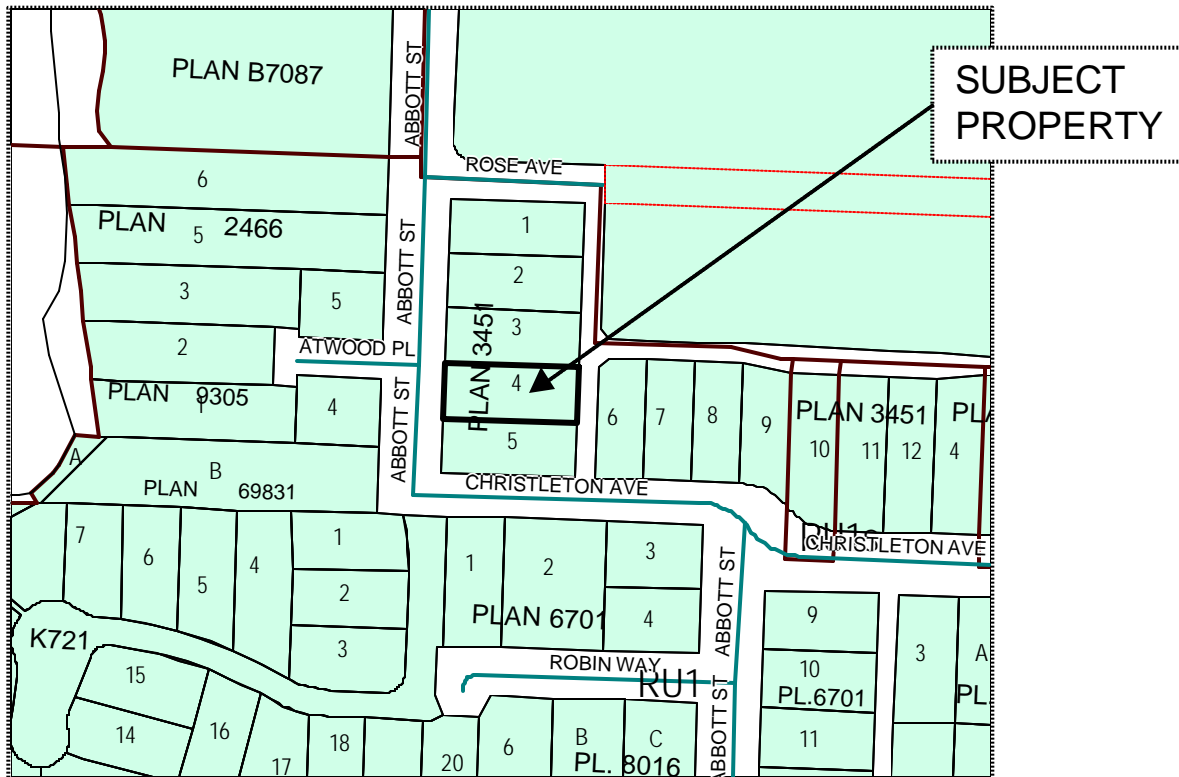 PLAN B7087
ABBOTT ST
SUBJECT
PROPERTY
ROSE AVE
6
PLAN 2466
5
ABBOTT ST
1
2
3
5
3
PLAN 3451
2
ATWOOD PL
4
PLAN 9305
1
4
ABBOTT ST
5
6
7
8
9
PLAN 3451
10
11
12
4
A
B
PLAN 69831
CHRISTLETON AVE
CHRISTLETON AVE
7
6
5
4
1
2
3
1
2
3
4
PLAN 6701
ABBOTT ST
9
10
PL.6701
11
3
A
PL.
K721
ROBIN WAY
RU1
ABBOTT ST
15
14
16
17
18
20
6
B
C
PL. 8016